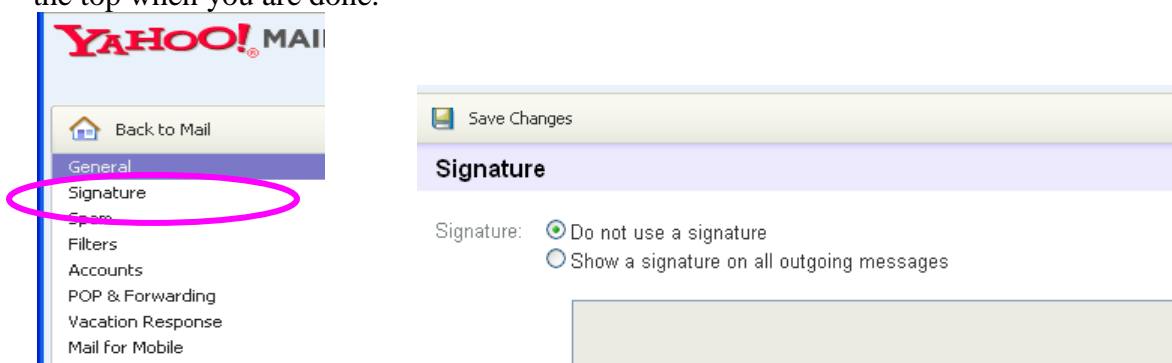 the top when you are done.
YAHOO!® MAI
Back to Mail
General
Signature
Spam
Filters
Accounts
POP & Forwarding
Vacation Response
Mail for Mobile
Save Changes
Signature
Signature: Do not use a signature
Show a signature on all outgoing messages